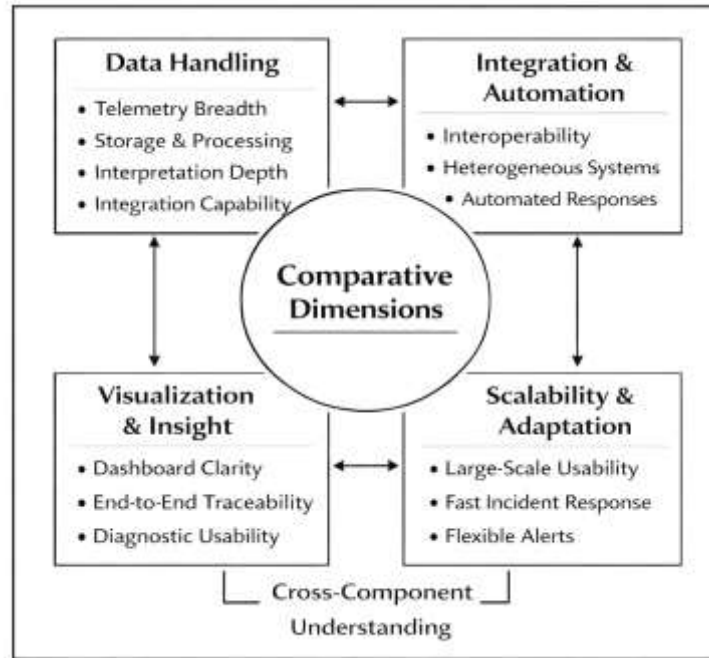 Data Handling
• Telemetry Breadth
• Storage & Processing
• Interpretation Depth
• Integration Capability
Integration &
Automation
• Interoperability
• Heterogeneous Systems
• Automated Responses
Comparative
Dimensions
Visualization
& Insight
• Dashboard Clarity
• End-to-End Traceability
• Diagnostic Usability
Scalability &
Adaptation
• Large-Scale Usability
• Fast Incident Response
• Flexible Alerts
Cross-Component
Understanding